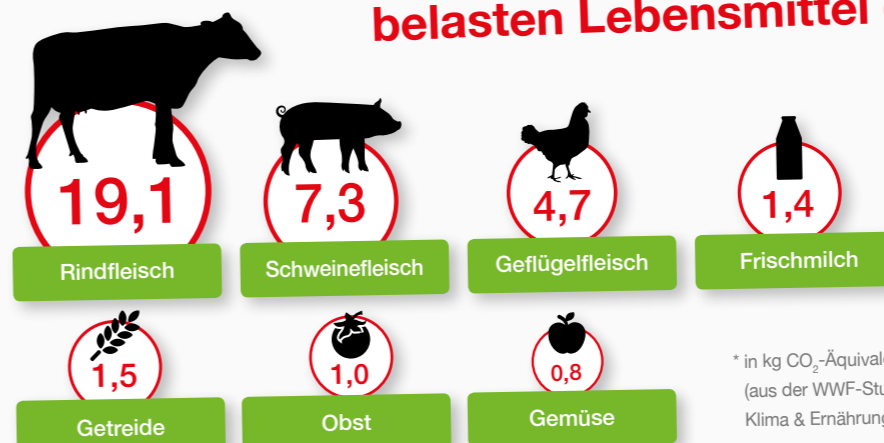 belasten Lebensmittel
19,1
7,3
4,7
1,4
Rindfleisch
Schweinefleisch
Geflügelfleisch
Frischmilch
1,5
1,0
0,8
Getreide
Obst
Gemüse
* in kg CO₂-Äquivale
(aus der WWF-Stu
Klima & Ernährung